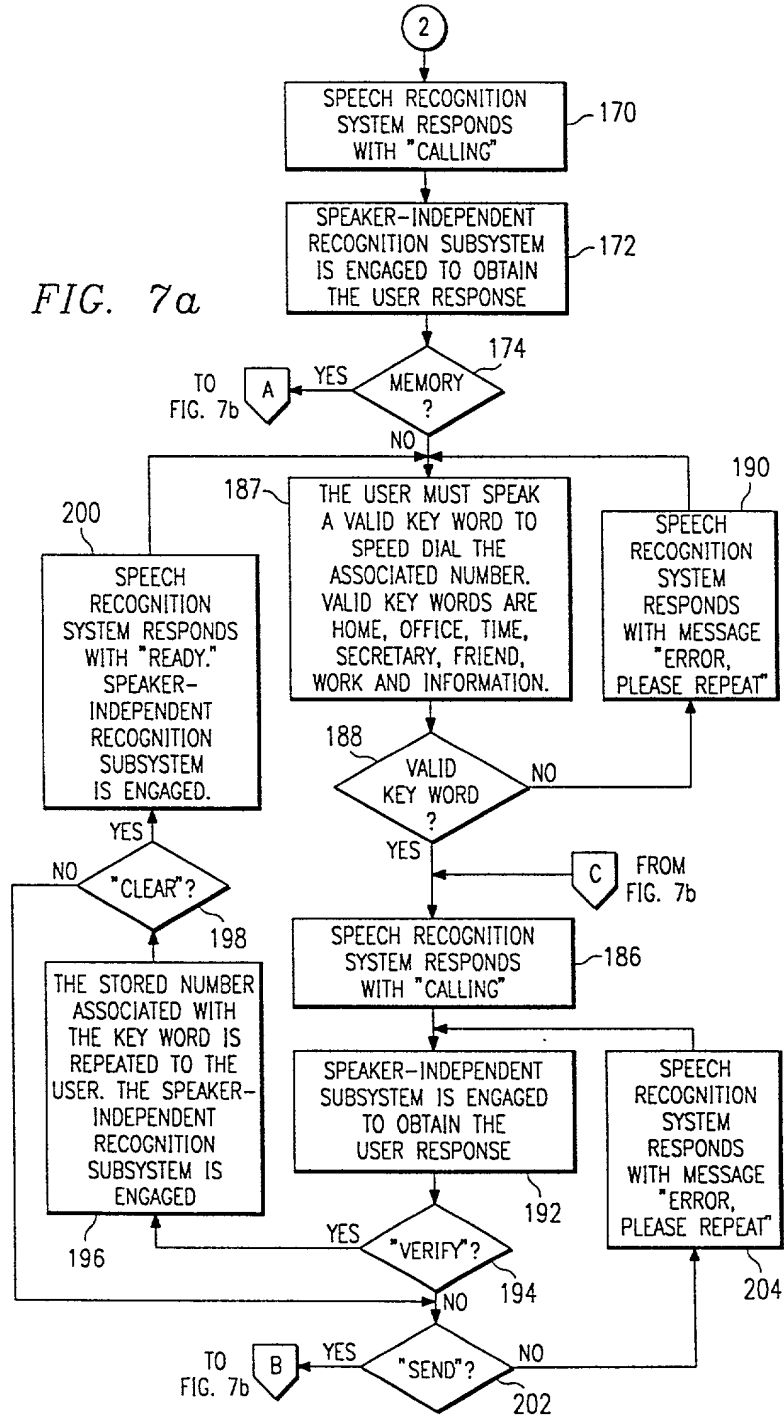 2
SPEECH RECOGNITION
SYSTEM RESPONDS
WITH "CALLING"
170
SPEAKER-INDEPENDENT
RECOGNITION SUBSYSTEM
IS ENGAGED TO OBTAIN
THE USER RESPONSE
172
FIG. 7a
174
MEMORY
?
YES
A
TO
FIG. 7b
NO
187
THE USER MUST SPEAK
A VALID KEY WORD TO
SPEED DIAL THE
ASSOCIATED NUMBER.
VALID KEY WORDS ARE
HOME, OFFICE, TIME,
SECRETARY, FRIEND,
WORK AND INFORMATION.
190
SPEECH
RECOGNITION
SYSTEM
RESPONDS
WITH MESSAGE
"ERROR,
PLEASE REPEAT"
200
SPEECH
RECOGNITION
SYSTEM RESPONDS
WITH "READY."
SPEAKER-
INDEPENDENT
RECOGNITION
SUBSYSTEM
IS ENGAGED.
188
VALID
KEY WORD
?
NO
YES
C
FROM
FIG. 7b
YES
NO
"CLEAR"?
198
SPEECH RECOGNITION
SYSTEM RESPONDS
WITH "CALLING"
186
THE STORED NUMBER
ASSOCIATED WITH
THE KEY WORD IS
REPEATED TO THE
USER. THE SPEAKER-
INDEPENDENT
RECOGNITION
SUBSYSTEM IS
ENGAGED
196
SPEAKER-INDEPENDENT
SUBSYSTEM IS ENGAGED
TO OBTAIN THE
USER RESPONSE
192
SPEECH
RECOGNITION
SYSTEM
RESPONDS
WITH MESSAGE
"ERROR,
PLEASE REPEAT"
204
YES
"VERIFY"?
194
NO
TO
FIG. 7b
B
YES
"SEND"?
NO
202